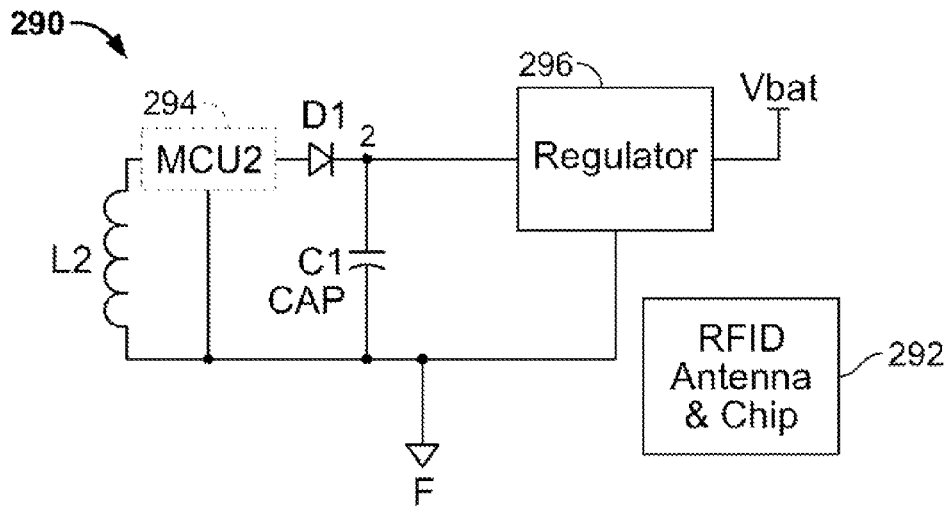 290
294
MCU2
D1
2
296
Regulator
Vbat
L2
C1
CAP
RFID
Antenna
& Chip
292
F